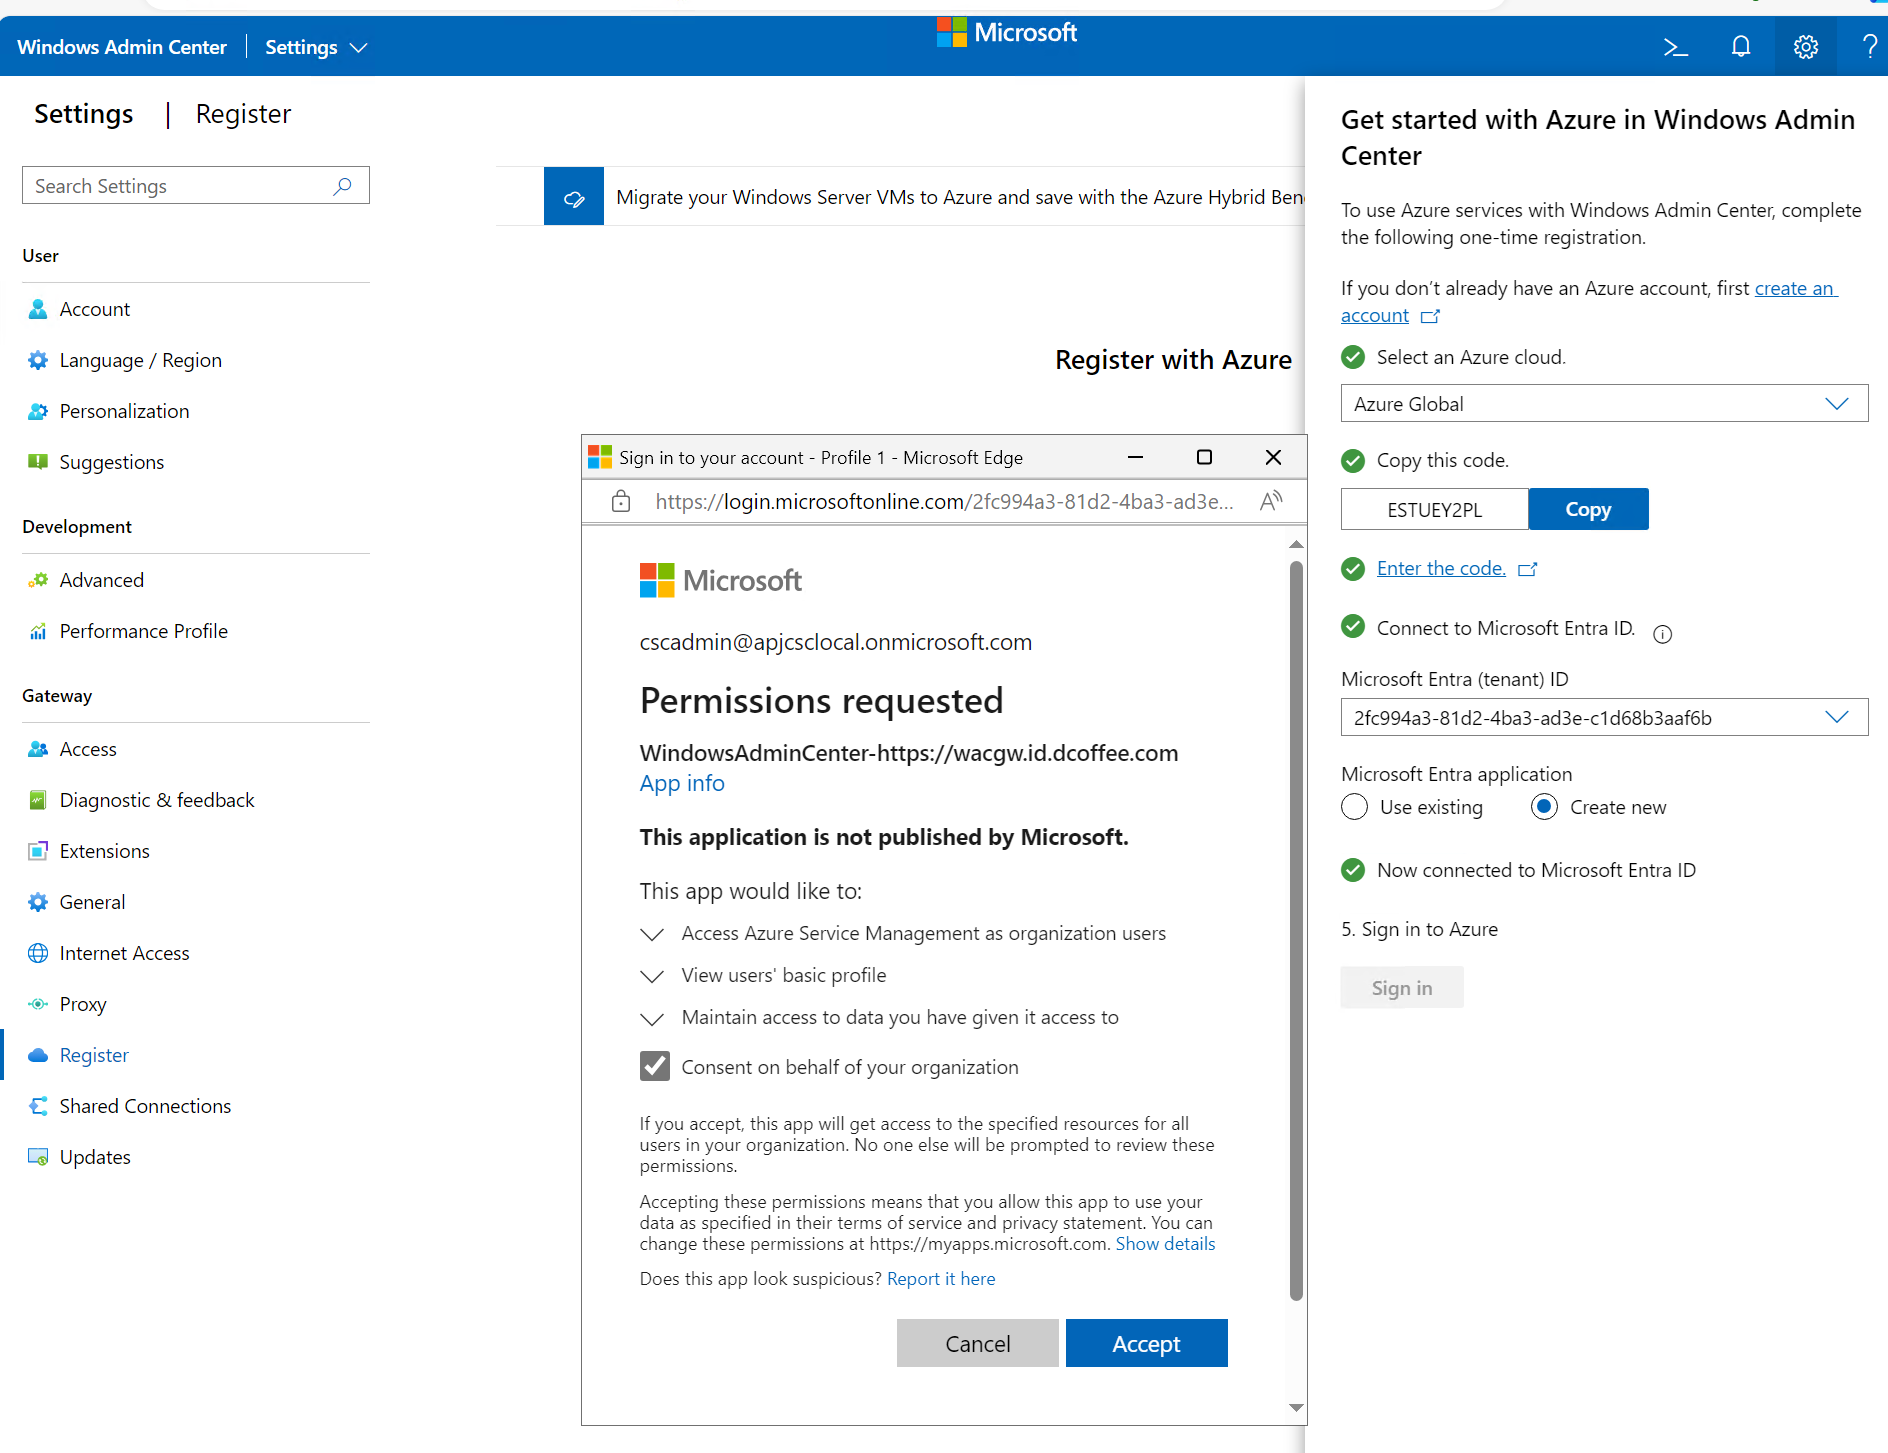 Windows Admin Center
Settings
Microsoft
Settings | Register
Search Settings
User
Account
Language / Region
Personalization
Suggestions
Development
Advanced
Performance Profile
Gateway
Access
Diagnostic & feedback
Extensions
General
Internet Access
Proxy
Register
Shared Connections
Updates
Migrate your Windows Server VMs to Azure and save with the Azure Hybrid Ben
Register with Azure
Sign in to your account - Profile 1 - Microsoft Edge
https://login.microsoftonline.com/2fc994a3-81d2-4ba3-ad3e...
Microsoft
cscadmin@apjcsclocal.onmicrosoft.com
Permissions requested
WindowsAdminCenter-https://wacgw.id.dcoffee.com
App info
This application is not published by Microsoft.
This app would like to:
Access Azure Service Management as organization users
View users' basic profile
Maintain access to data you have given it access to
Consent on behalf of your organization
If you accept, this app will get access to the specified resources for all
users in your organization. No one else will be prompted to review these
permissions.
Accepting these permissions means that you allow this app to use your
data as specified in their terms of service and privacy statement. You can
change these permissions at https://myapps.microsoft.com. Show details
Does this app look suspicious? Report it here
Cancel
Accept
Get started with Azure in Windows Admin
Center
To use Azure services with Windows Admin Center, complete
the following one-time registration.
If you don’t already have an Azure account, first create an
account
Select an Azure cloud.
Azure Global
Copy this code.
ESTUEY2PL
Copy
Enter the code.
Connect to Microsoft Entra ID.
Microsoft Entra (tenant) ID
2fc994a3-81d2-4ba3-ad3e-c1d68b3aaf6b
Microsoft Entra application
Use existing
Create new
Now connected to Microsoft Entra ID
5. Sign in to Azure
Sign in